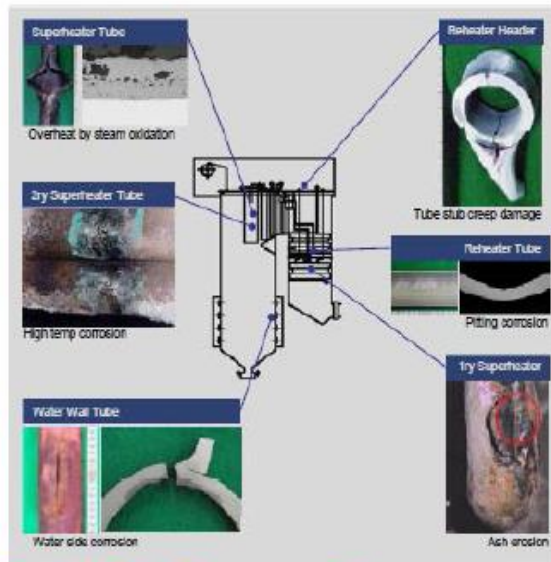 Superheater Tube
Overheat by steam oxidation
2ry Superheater Tube
High temp corrosion
Water Wall Tube
Water side corrosion
Reheater Header
Tube stub creep damage
Reheater Tube
Pitting corrosion
1ry Superheater
Ash erosion